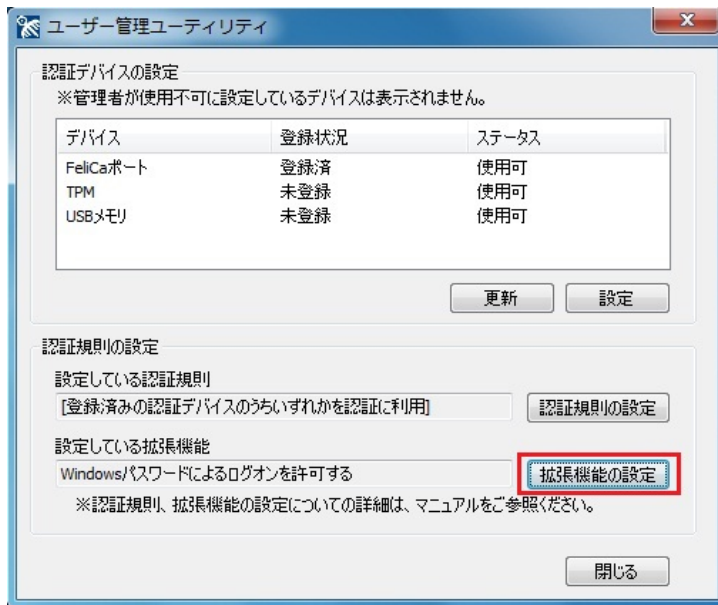 ユーザー管理ユーティリティ
認証デバイスの設定
※管理者が使用不可に設定しているデバイスは表示されません。
デバイス 登録状況 ステータス
FeliCaポート 登録済 使用可
TPM 未登録 使用可
USBメモリ 未登録 使用可
更新 設定
認証規則の設定
設定している認証規則
[登録済みの認証デバイスのうちいずれかを認証に利用] 認証規則の設定
設定している拡張機能
Windowsパスワードによるログオンを許可する 拡張機能の設定
※認証規則、拡張機能の設定についての詳細は、マニュアルをご参照ください。
閉じる